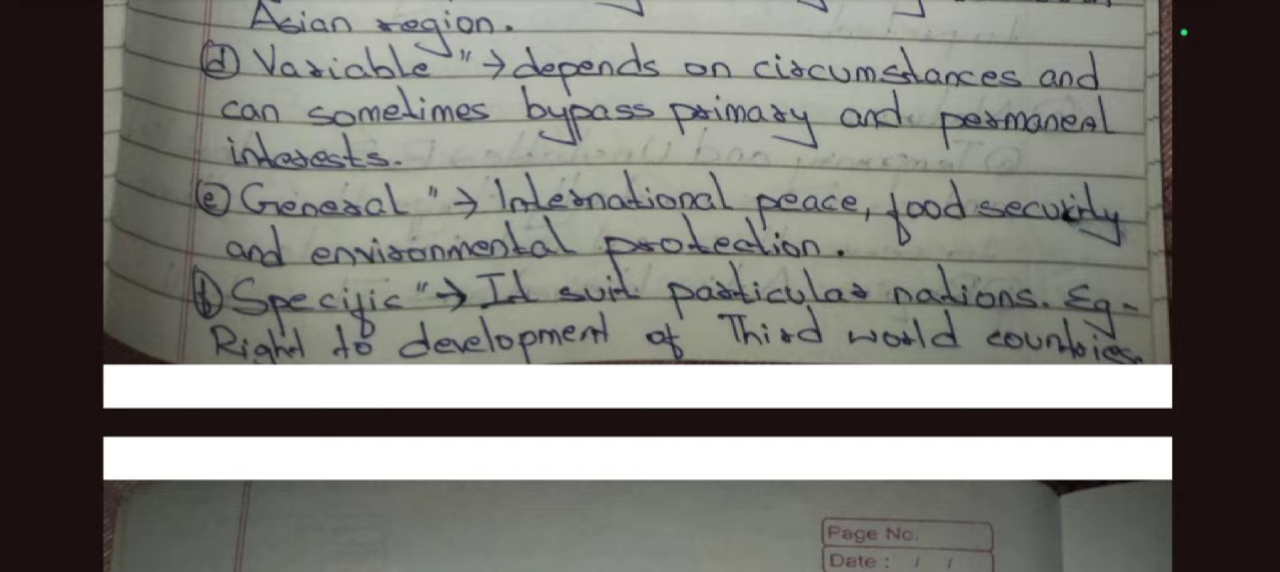 Asian region.
(d) Variable " → depends on circumstances and
can sometimes bypass primary and permanent
interests.
(e) General " → International peace, food security
and environmental protection.
(f) Specific " → It suit particular nations. Eg-
Right to development of Third world countries.
Page No.
Date : / /